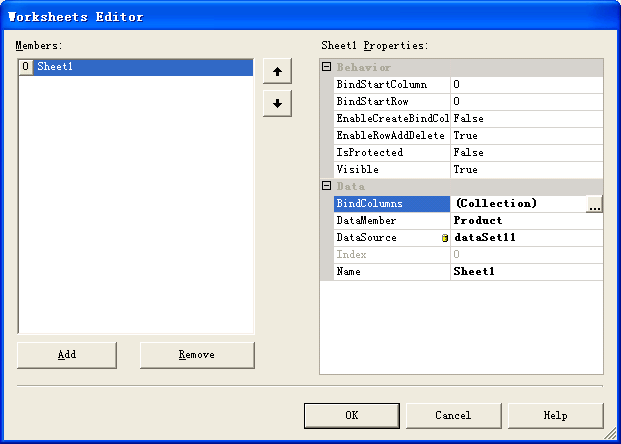 Worksheets Editor
Members:
0 Sheet1
Add
Remove
Sheet1 Properties:
Behavior
BindStartColumn 0
BindStartRow 0
EnableCreateBindCol False
EnableRowAddDelete True
IsProtected False
Visible True
Data
BindColumns (Collection) ...
DataMember Product
DataSource dataSet11
Index 0
Name Sheet1
OK
Cancel
Help